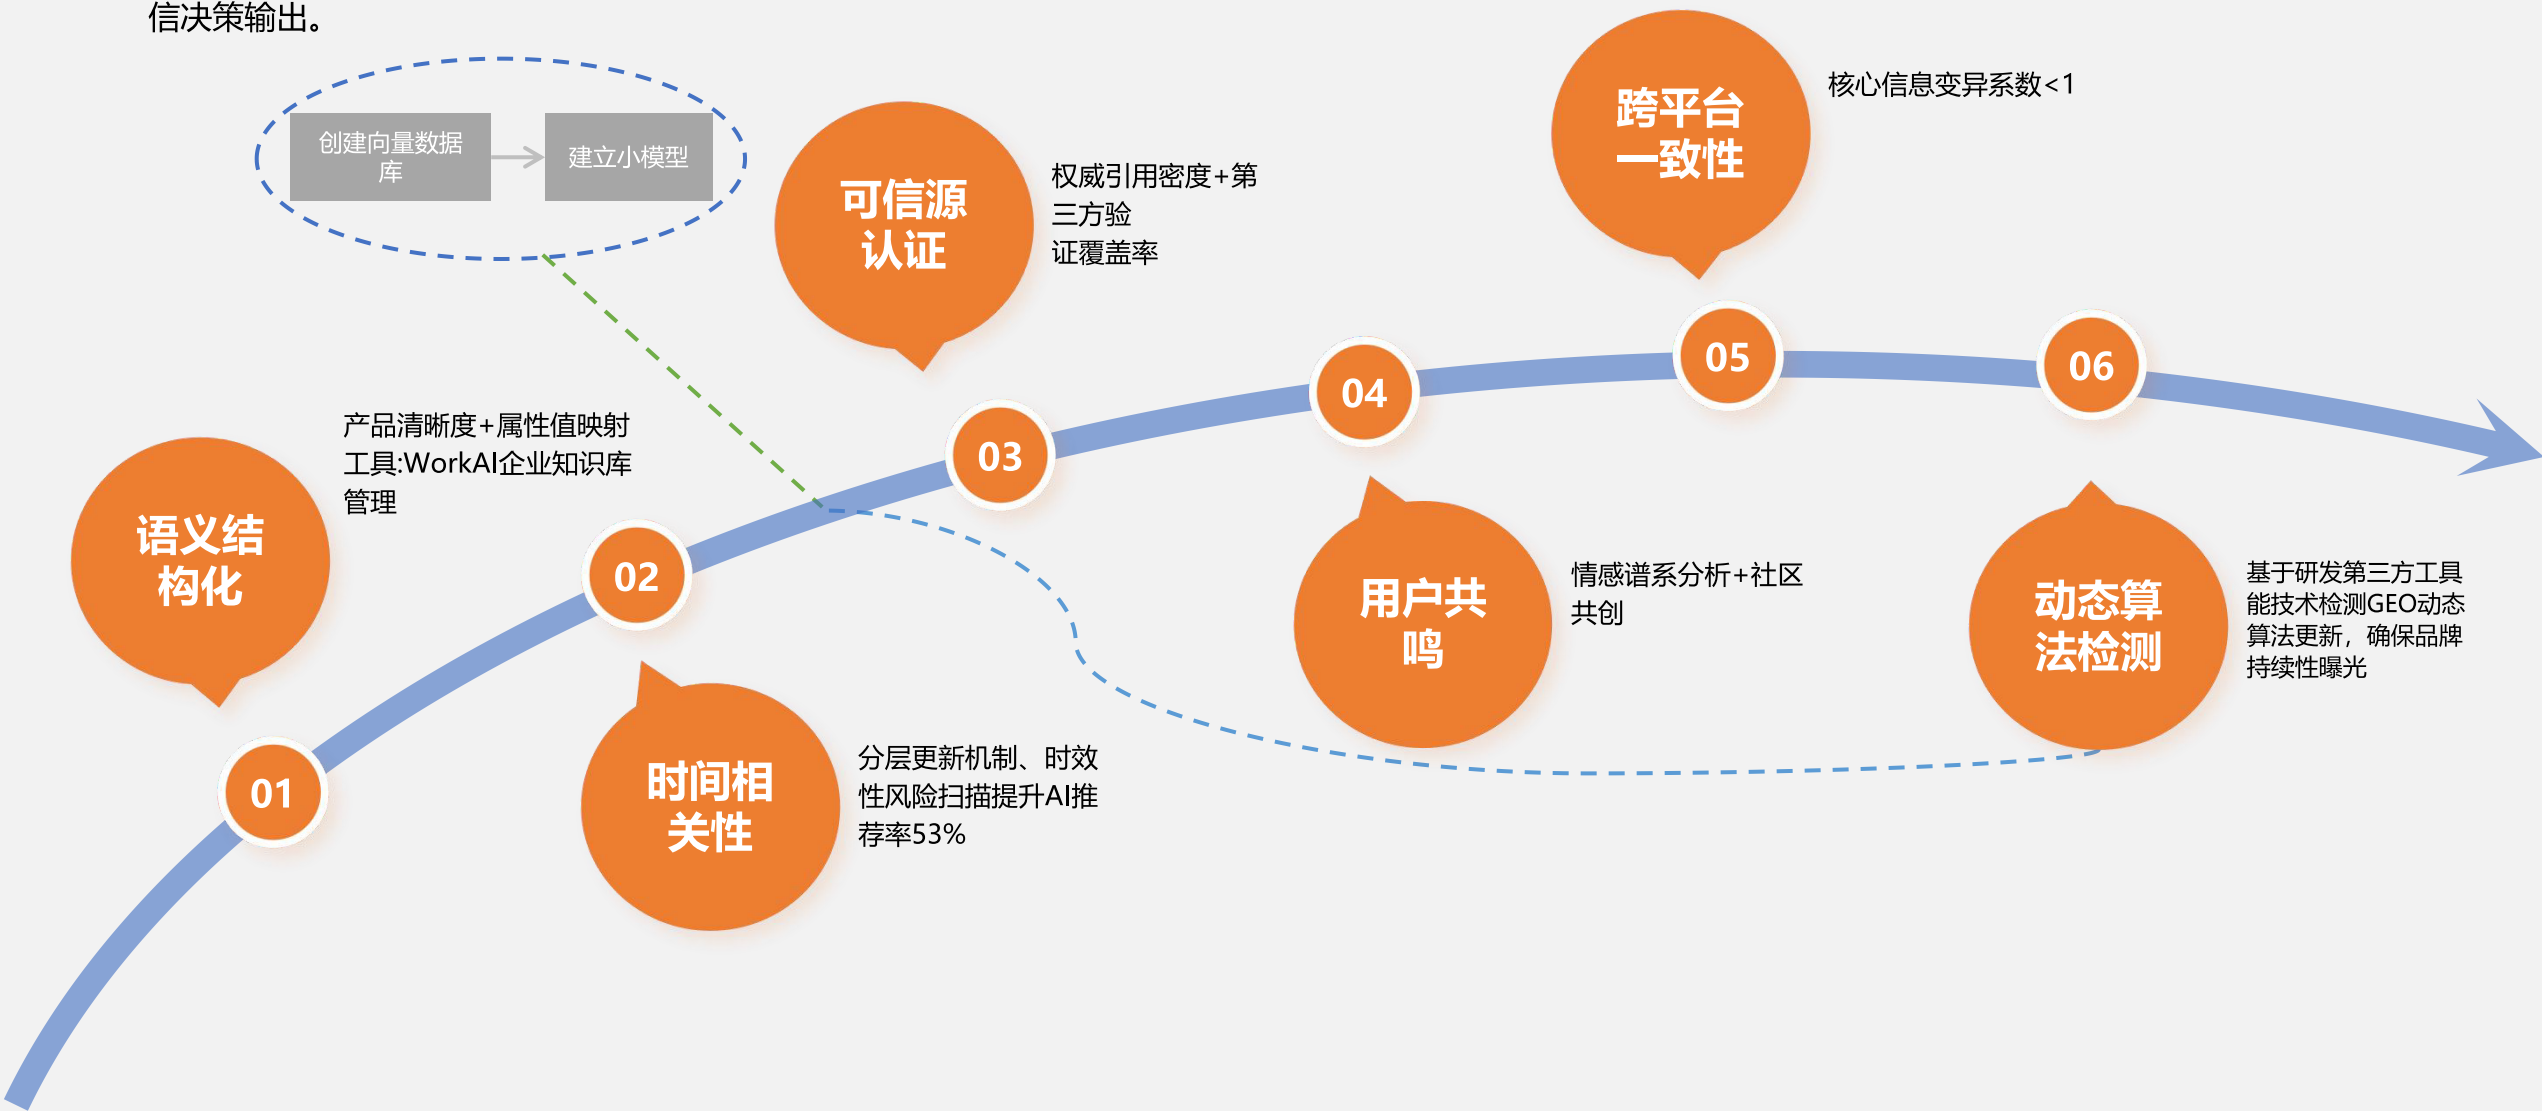 信决策输出。
创建向量数据
库
建立小模型
语义结
构化
产品清晰度+属性值映射
工具:WorkAI企业知识库
管理
01
02
时间相
关性
分层更新机制、时效
性风险扫描提升AI推
荐率53%
可信源
认证
权威引用密度+第
三方验
证覆盖率
03
04
用户共
鸣
情感谱系分析+社区
共创
跨平台
一致性
核心信息变异系数<1
05
06
动态算
法检测
基于研发第三方工具
能技术检测GEO动态
算法更新，确保品牌
持续性曝光